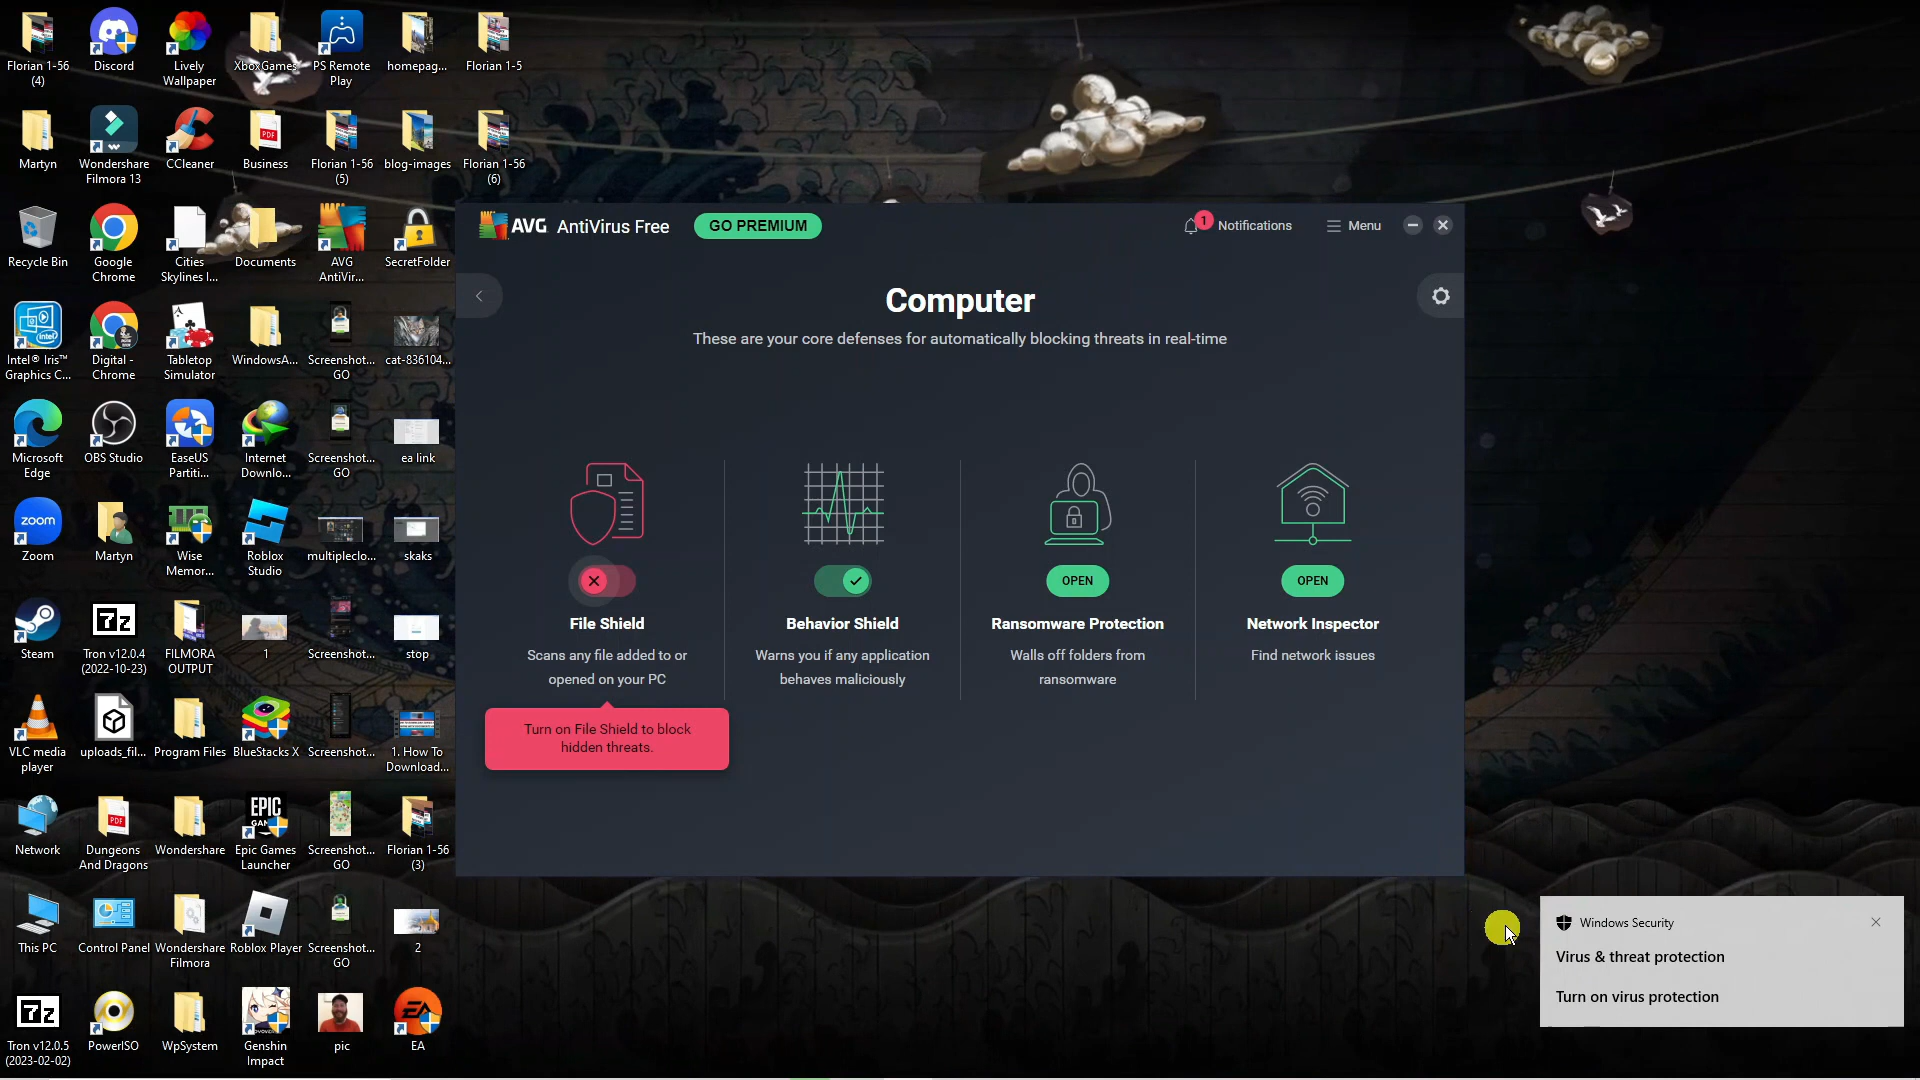 Florian 1-56
(4)
Discord
Lively
Wallpaper
XboxGames
PS Remote
Play
homepag...
Florian 1-5
Martyn
Wondershare
Filmora 13
CCleaner
PDF
Business
Florian 1-56
(5)
blog-images
Florian 1-56
(6)
Recycle Bin
Google
Chrome
Cities
Skylines I...
Documents
AVG
AntiVir...
SecretFolder
intel
Intel® Iris™
Graphics C...
Digital -
Chrome
Tabletop
Simulator
WindowsA...
Screenshot...
GO
cat-836104...
Microsoft
Edge
OBS Studio
EaseUS
Partiti...
Internet
Downlo...
Screenshot...
GO
ea link
zoom
Zoom
Martyn
Wise
Memor...
Roblox
Studio
multipleclo...
skaks
Steam
7z
Tron v12.0.4
(2022-10-23)
FILMORA
OUTPUT
1
Screenshot...
stop
VLC media
player
uploads_fil...
Program Files
BlueStacks X
Screenshot...
1. How To
Download...
Network
PDF
Dungeons
And Dragons
Wondershare
EPIC
GAMES
Epic Games
Launcher
Screenshot...
GO
Florian 1-56
(3)
This PC
Control Panel
Wondershare
Filmora
Roblox Player
Screenshot...
GO
2
7z
Tron v12.0.5
(2023-02-02)
PowerISO
WpSystem
Genshin
Impact
pic
EA
EA
AVG AntiVirus Free
GO PREMIUM
1
Notifications
Menu
Computer
These are your core defenses for automatically blocking threats in real-time
File Shield
Scans any file added to or
opened on your PC
Turn on File Shield to block
hidden threats.
Behavior Shield
Warns you if any application
behaves maliciously
OPEN
Ransomware Protection
Walls off folders from
ransomware
OPEN
Network Inspector
Find network issues
Windows Security
Virus & threat protection
Turn on virus protection